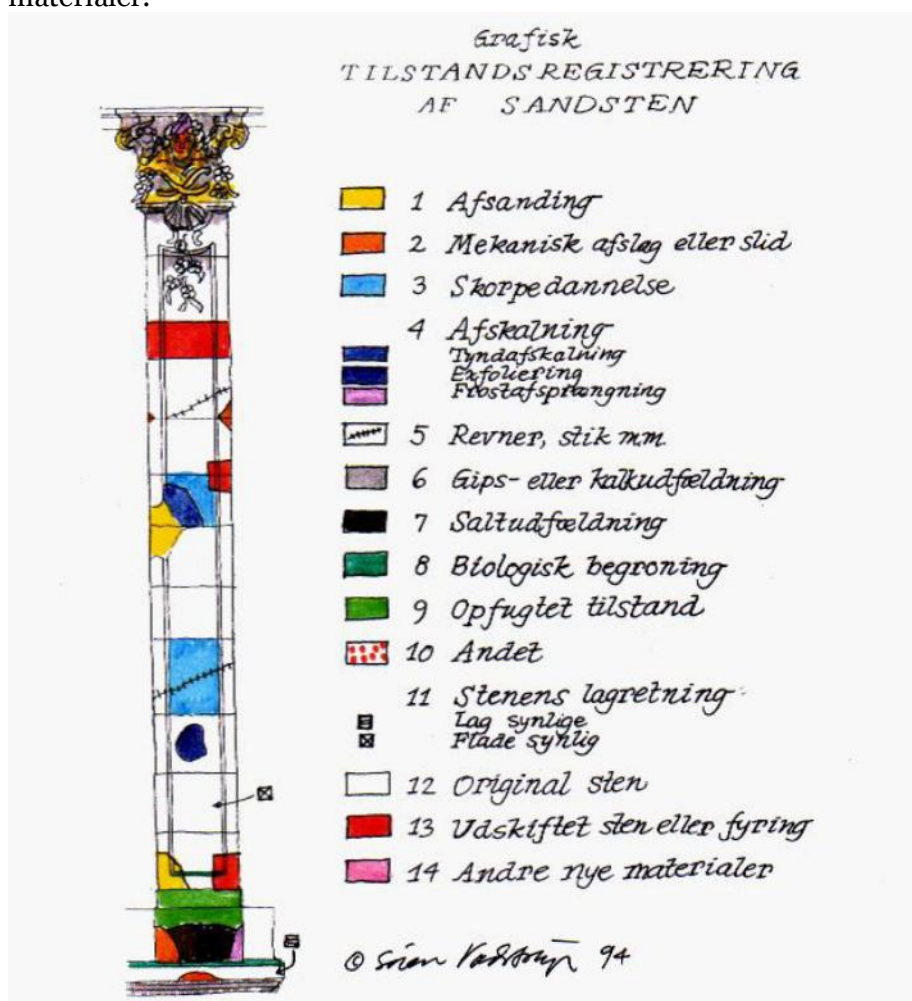 materialer.
Grafisk
TILSTANDSREGISTRERING
AF SANDSTEN
1 Afsanding
2 Mekanisk afslag eller slid
3 Skorpedannelse
4 Afskalning
Tyndafskalning
Exfoliering
Frostafsprængning
5 Revner, stik m.m.
6 Gips- eller kalkudfældning
7 Saltudfældning
8 Biologisk begroning
9 Opfugtet tilstand
10 Andet
11 Stenens lagretning
Lag synlige
Flade synlig
12 Original sten
13 Udskiftet sten eller fyring
14 Andre nye materialer
© Søren Vadstrup 94